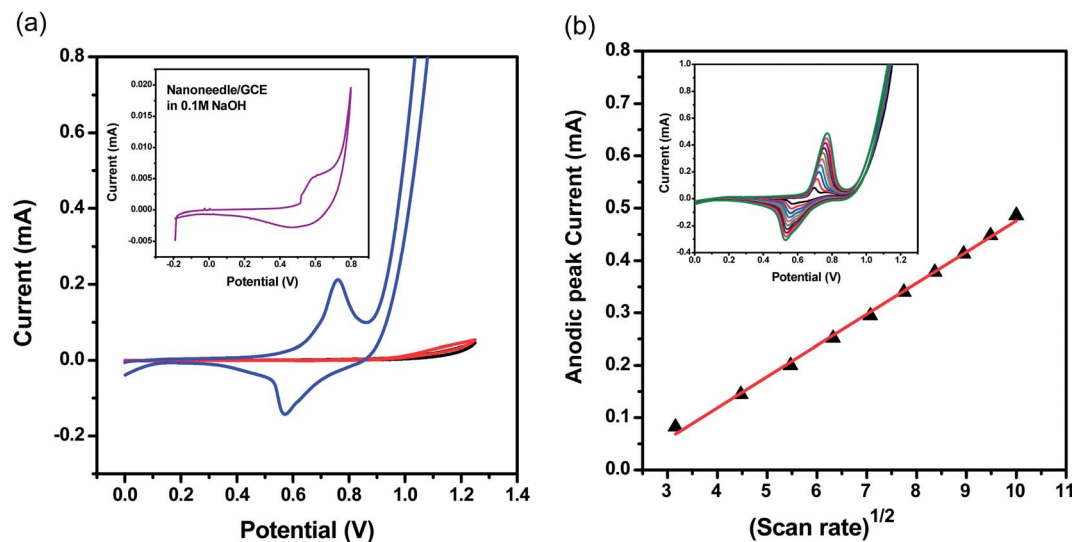 (a)
0.8
0.6
0.4
0.2
0.0
-0.2
Current (mA)
0.0 0.2 0.4 0.6 0.8 1.0 1.2 1.4
Potential (V)
Nanoneedle/GCE
in 0.1M NaOH
0.020
0.015
0.010
0.005
0.000
-0.005
Current (mA)
-0.2 0.0 0.2 0.4 0.6 0.8
Potential (V)
(b)
0.8
0.7
0.6
0.5
0.4
0.3
0.2
0.1
0.0
Anodic peak Current (mA)
3 4 5 6 7 8 9 10 11
(Scan rate)1/2
1.0
0.8
0.6
0.4
0.2
0.0
-0.2
-0.4
Current (mA)
0.0 0.2 0.4 0.6 0.8 1.0 1.2
Potential (V)